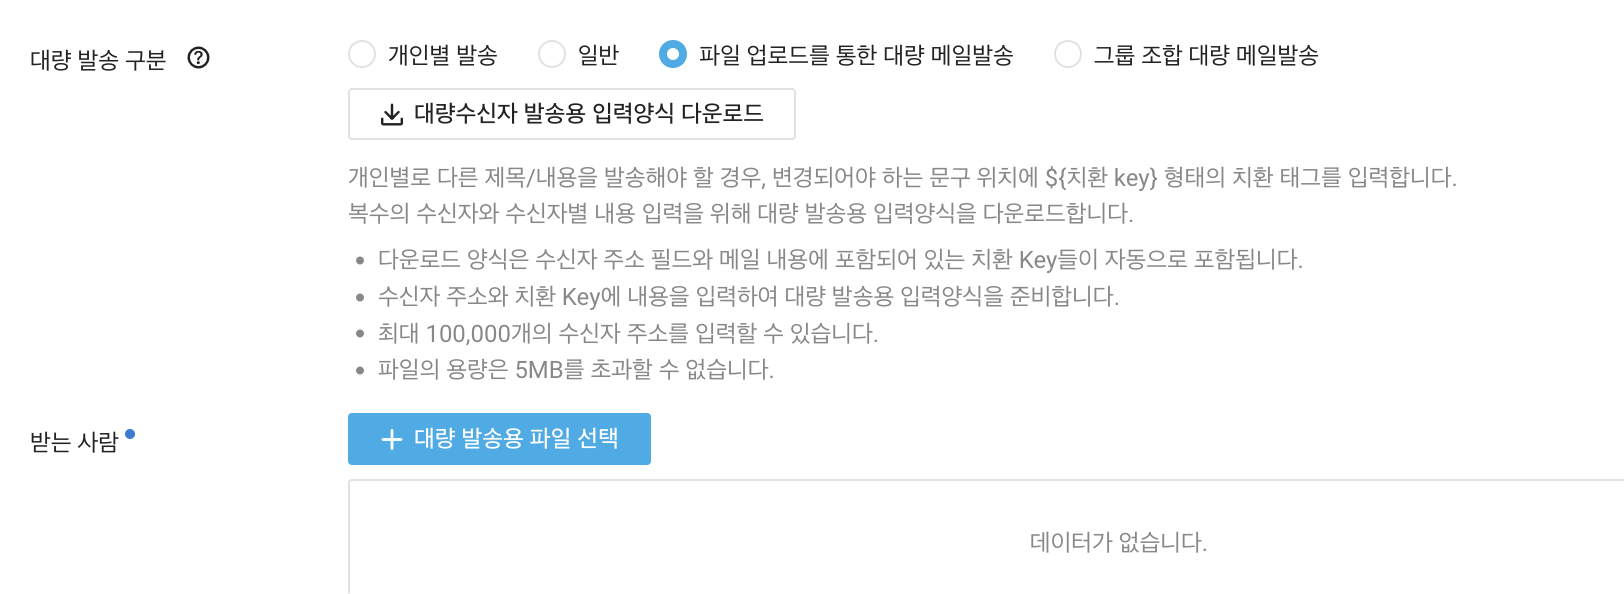 대량 발송 구분
개인별 발송 일반 파일 업로드를 통한 대량 메일발송 그룹 조합 대량 메일발송
대량수신자 발송용 입력양식 다운로드
개인별로 다른 제목/내용을 발송해야 할 경우, 변경되어야 하는 문구 위치에 ${치환 key} 형태의 치환 태그를 입력합니다.
복수의 수신자와 수신자별 내용 입력을 위해 대량 발송용 입력양식을 다운로드합니다.
• 다운로드 양식은 수신자 주소 필드와 메일 내용에 포함되어 있는 치환 Key들이 자동으로 포함됩니다.
• 수신자 주소와 치환 Key에 내용을 입력하여 대량 발송용 입력양식을 준비합니다.
• 최대 100,000개의 수신자 주소를 입력할 수 있습니다.
• 파일의 용량은 5MB를 초과할 수 없습니다.
받는 사람
+ 대량 발송용 파일 선택
데이터가 없습니다.